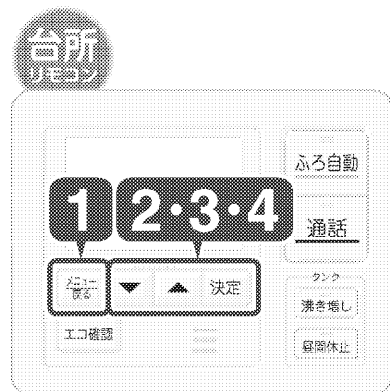 台所
リモコン
ふろ自動
1 2・3・4
通話
メニュー
戻る
▼ ▲ 決定
タンク
沸き増し
エコ確認
昼間休止